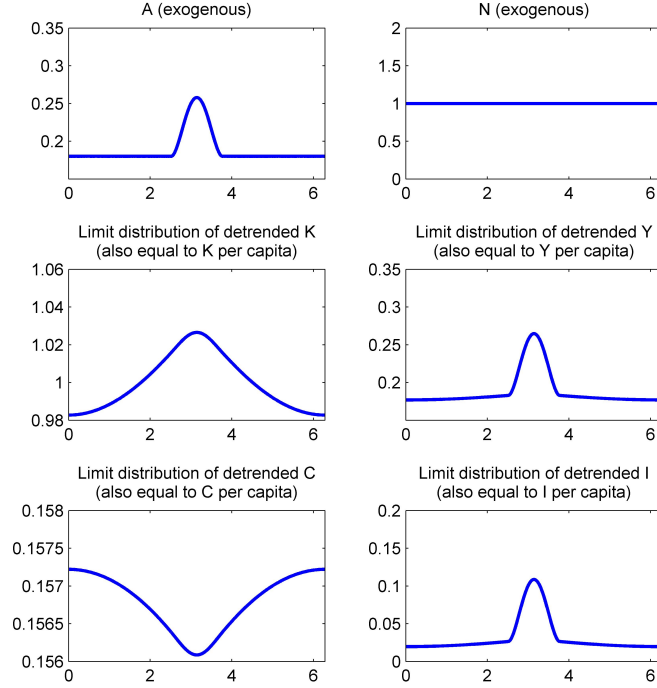 A (exogenous)
0.35
0.3
0.25
0.2
0 2 4 6
N (exogenous)
2
1.5
1
0.5
0
0 2 4 6
Limit distribution of detrended K
(also equal to K per capita)
1.06
1.04
1.02
1
0.98
0 2 4 6
Limit distribution of detrended Y
(also equal to Y per capita)
0.35
0.3
0.25
0.2
0 2 4 6
Limit distribution of detrended C
(also equal to C per capita)
0.158
0.1575
0.157
0.1565
0.156
0 2 4 6
Limit distribution of detrended I
(also equal to I per capita)
0.2
0.15
0.1
0.05
0
0 2 4 6